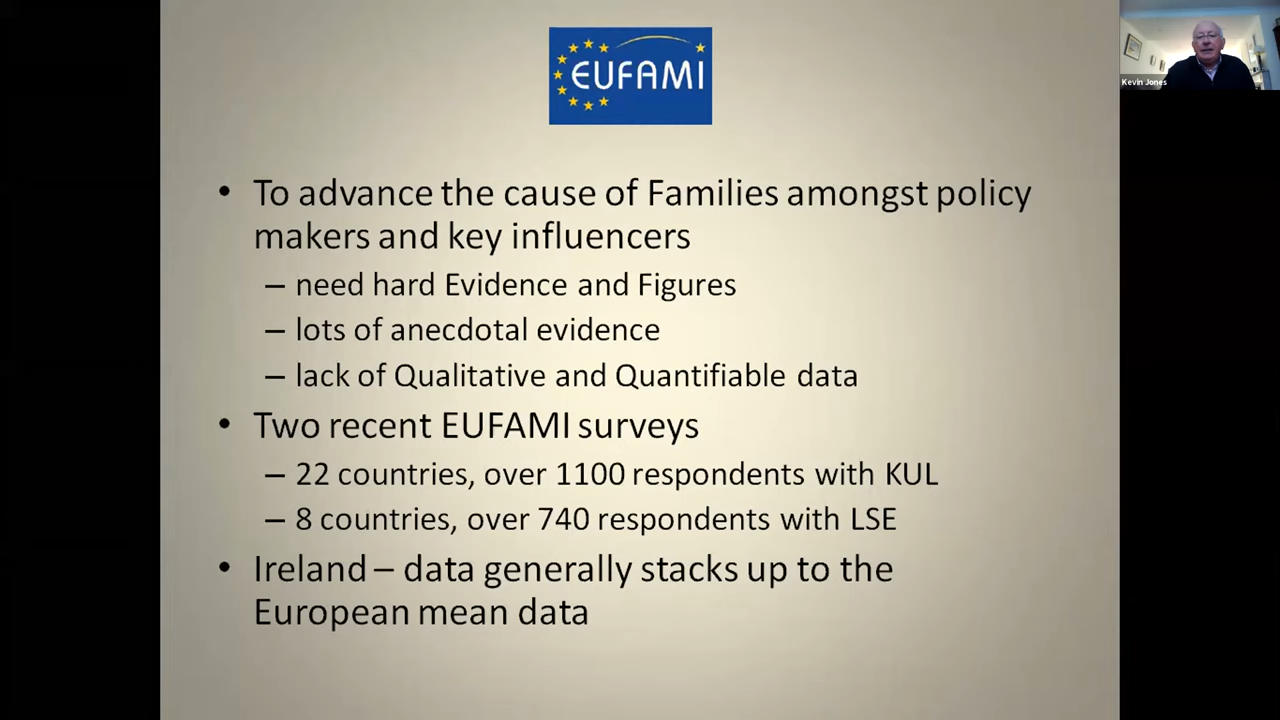 EUFAMI
Kevin Jones
• To advance the cause of Families amongst policy
makers and key influencers
– need hard Evidence and Figures
– lots of anecdotal evidence
– lack of Qualitative and Quantifiable data
• Two recent EUFAMI surveys
– 22 countries, over 1100 respondents with KUL
– 8 countries, over 740 respondents with LSE
• Ireland – data generally stacks up to the
European mean data